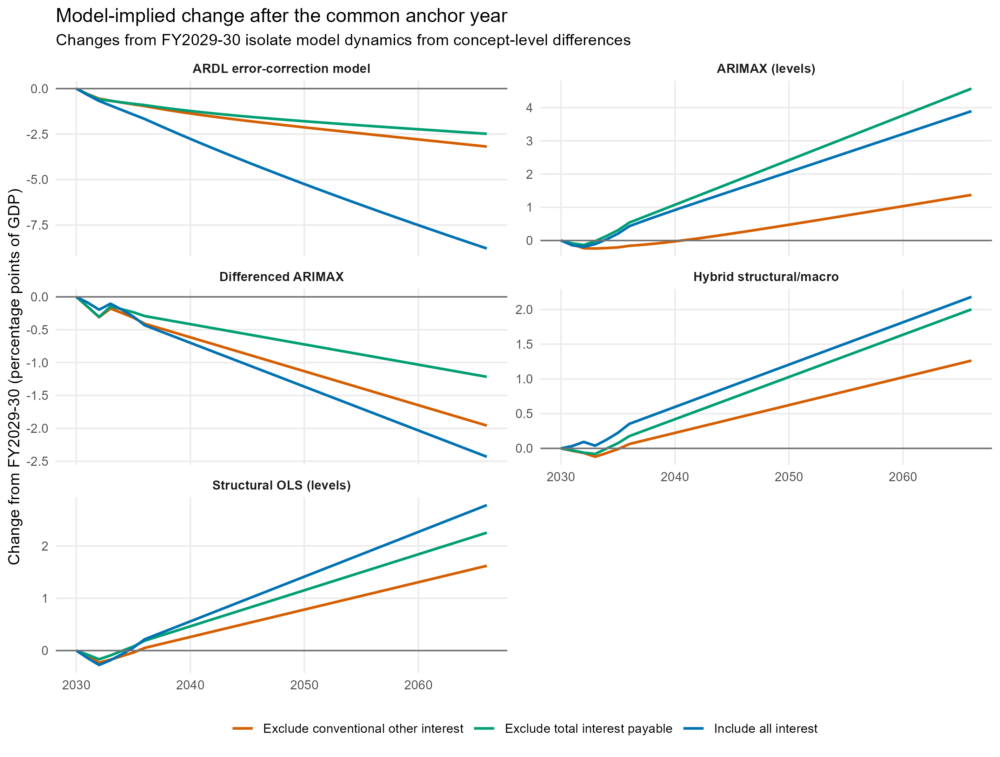 Model-implied change after the common anchor year
Changes from FY2029-30 isolate model dynamics from concept-level differences
Change from FY2029-30 (percentage points of GDP)
ARDL error-correction model
0.0
-2.5
-5.0
-7.5
ARIMAX (levels)
4
3
2
1
0
Differenced ARIMAX
0.0
-0.5
-1.0
-1.5
-2.0
-2.5
Hybrid structural/macro
2.0
1.5
1.0
0.5
0.0
2030 2040 2050 2060
Structural OLS (levels)
2
1
0
2030 2040 2050 2060
Exclude conventional other interest Exclude total interest payable Include all interest